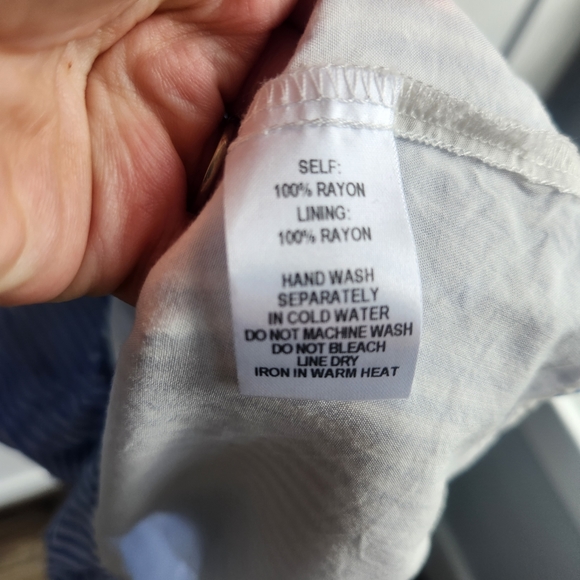 SELF:
100% RAYON
LINING:
100% RAYON
HAND WASH
SEPARATELY
IN COLD WATER
DO NOT MACHINE WASH
DO NOT BLEACH
LINE DRY
IRON IN WARM HEAT